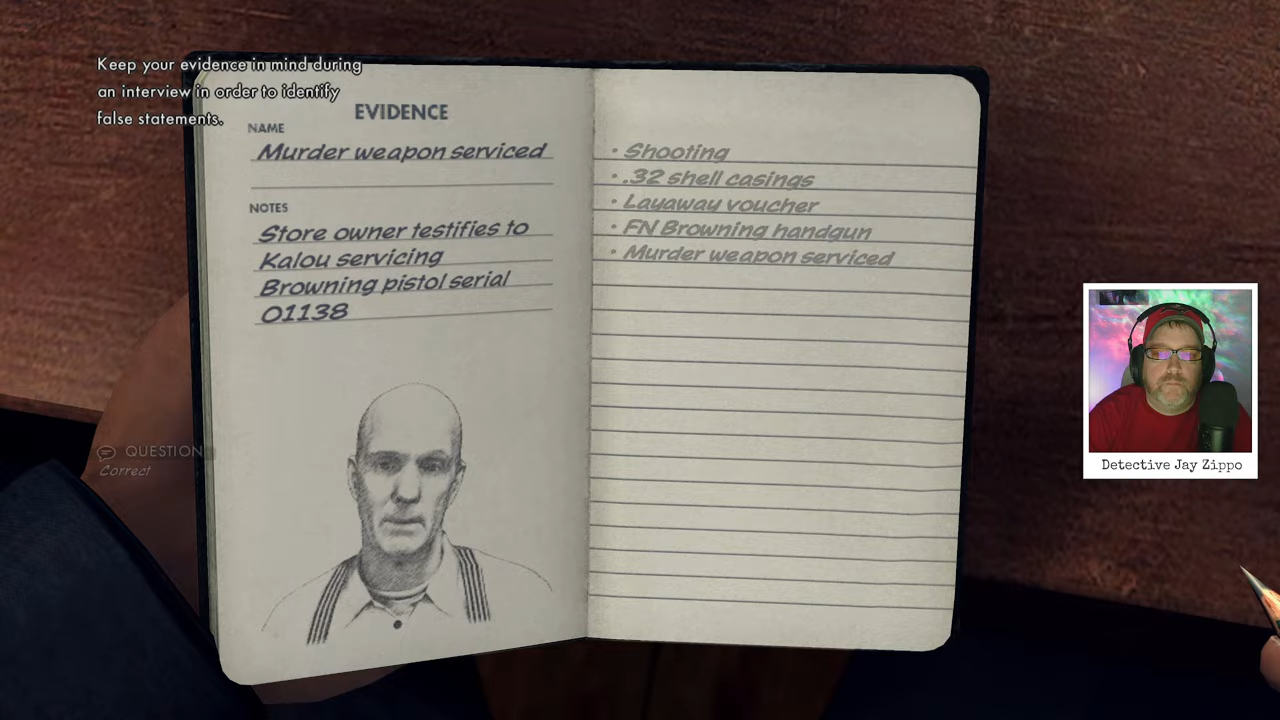 Keep your evidence in mind during
an interview in order to identify
false statements.
EVIDENCE
NAME
Murder weapon serviced
NOTES
Store owner testifies to
Kalou servicing
Browning pistol serial
01138
QUESTION
Correct
• Shooting
• .32 shell casings
• Layaway voucher
• FN Browning handgun
• Murder weapon serviced
Detective Jay Zippo